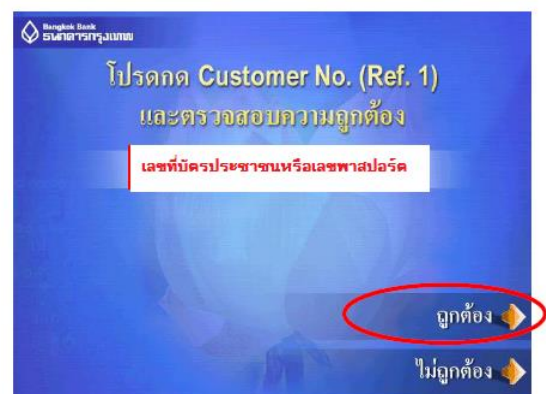 Bangkok Bank
ธนาคารกรุงเทพ
โปรดกด Customer No. (Ref. 1)
และตรวจสอบความถูกต้อง
เลขที่บัตรประชาชนหรือเลขพาสปอร์ต
ถูกต้อง
ไม่ถูกต้อง